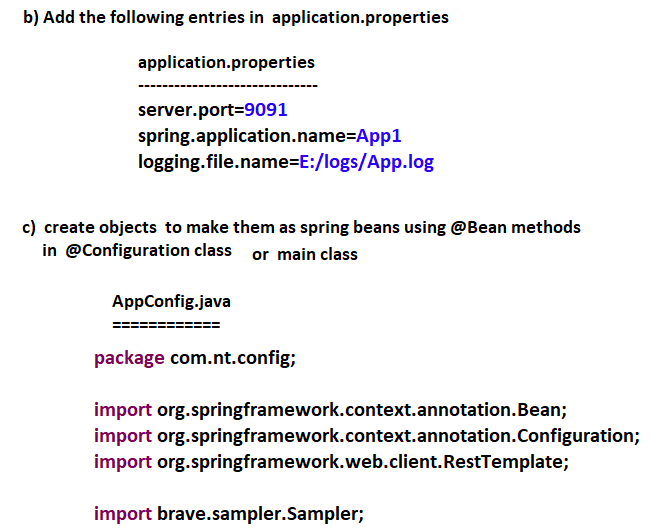 b) Add the following entries in application.properties
application.properties
------------------------------
server.port=9091
spring.application.name=App1
logging.file.name=E:/logs/App.log
c) create objects to make them as spring beans using @Bean methods
in @Configuration class or main class
AppConfig.java
============
package com.nt.config;
import org.springframework.context.annotation.Bean;
import org.springframework.context.annotation.Configuration;
import org.springframework.web.client.RestTemplate;
import brave.sampler.Sampler;